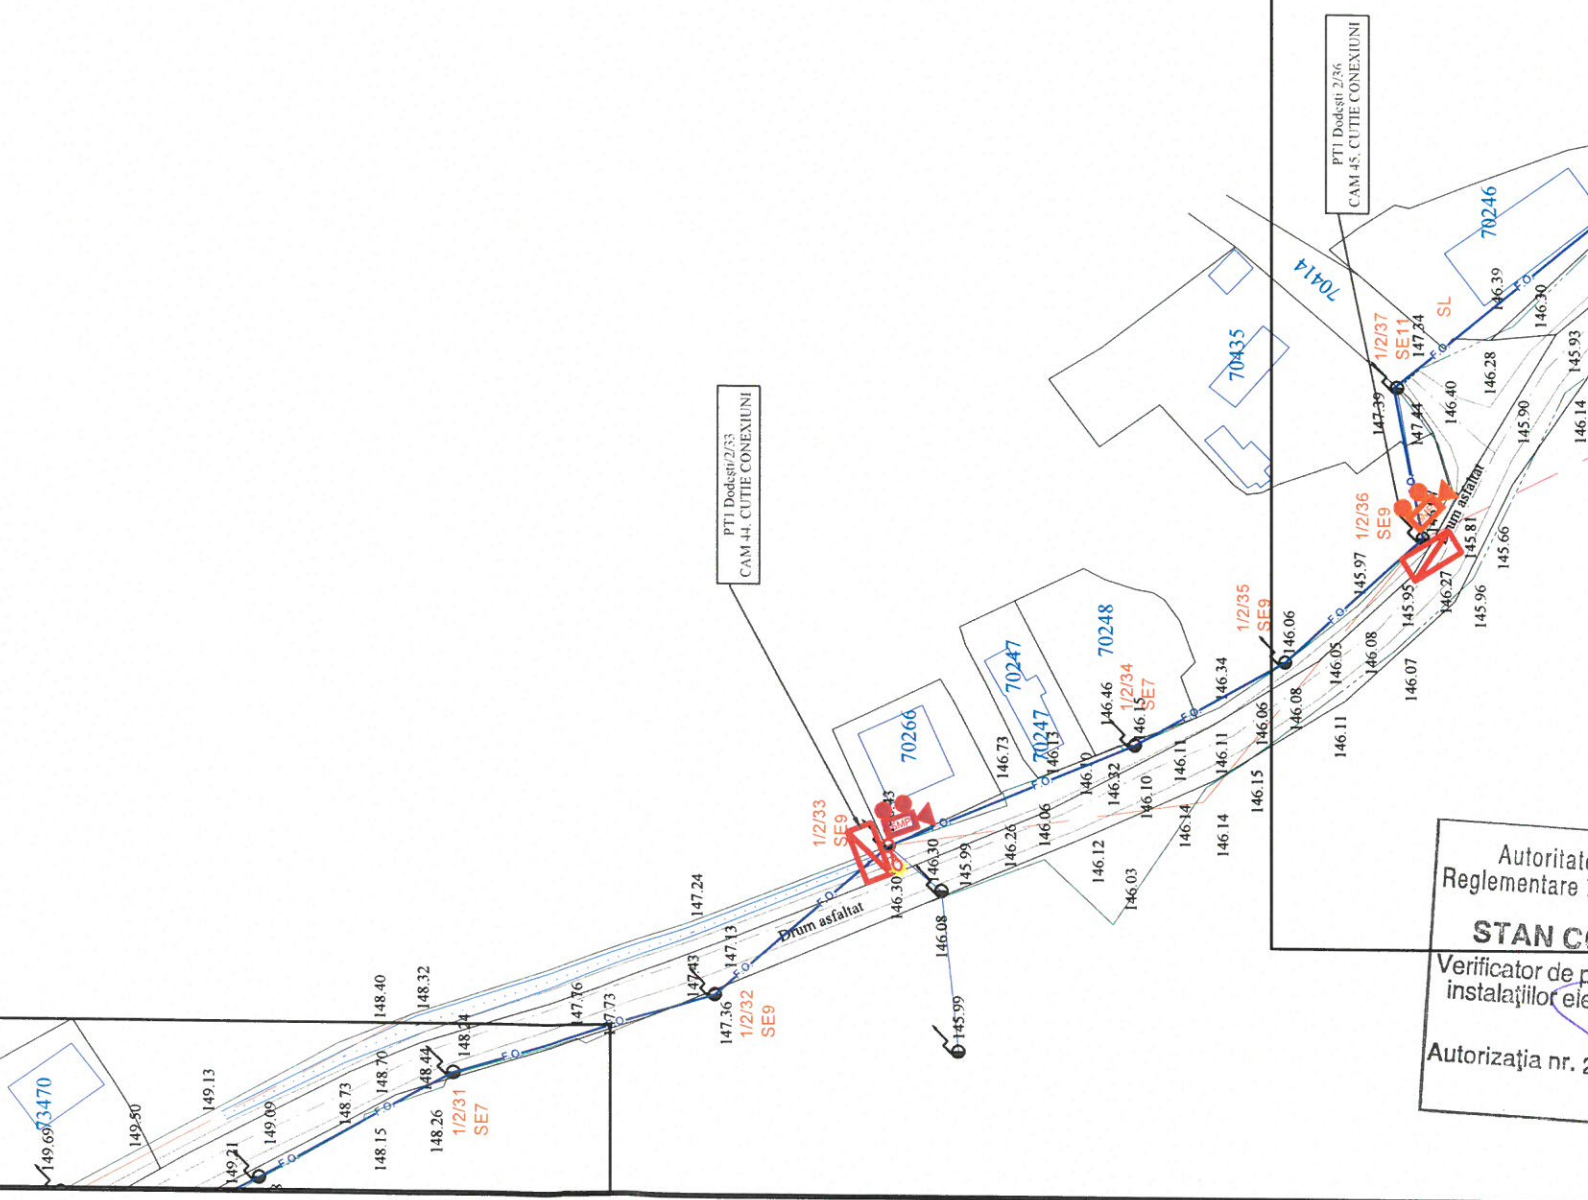 PT1 Dodești 2/36
CAM 45. CUTIE CONEXIUNI
PT1 Dodești/2/33
CAM 44. CUTIE CONEXIUNI
70246
70414
70435
146.39
146.30
SL
1/2/37
SE11
147.34
145.93
146.28
147.39
147.44
146.40
145.90
146.14
F.O.
1/2/36
SE9
Drum asfaltat
145.81
145.66
145.97
145.95
146.27
145.96
F.O.
1/2/35
SE9
146.06
70248
70247
70247
1/2/34
SE7
146.46
146.15
146.34
146.05
146.08
146.07
F.O.
146.06
146.08
146.11
70266
146.73
146.13
146.10
146.32
146.10
146.11
146.11
146.15
F.O.
1/2/33
SE9
146.26
146.06
146.14
146.14
146.12
146.03
146.30
146.30
145.99
F.O.
147.24
Drum asfaltat
147.13
147.43
F.O.
146.08
147.36
1/2/32
SE9
145.99
148.40
148.32
147.76
147.73
148.24
F.O.
148.70
148.44
148.73
F.O.
1/2/31
SE7
148.26
148.15
149.13
149.09
73470
149.50
149.69
149.21
F.O.
Reglementare
STAN
Verificator de
instalațiilor
Autorizația nr. 2